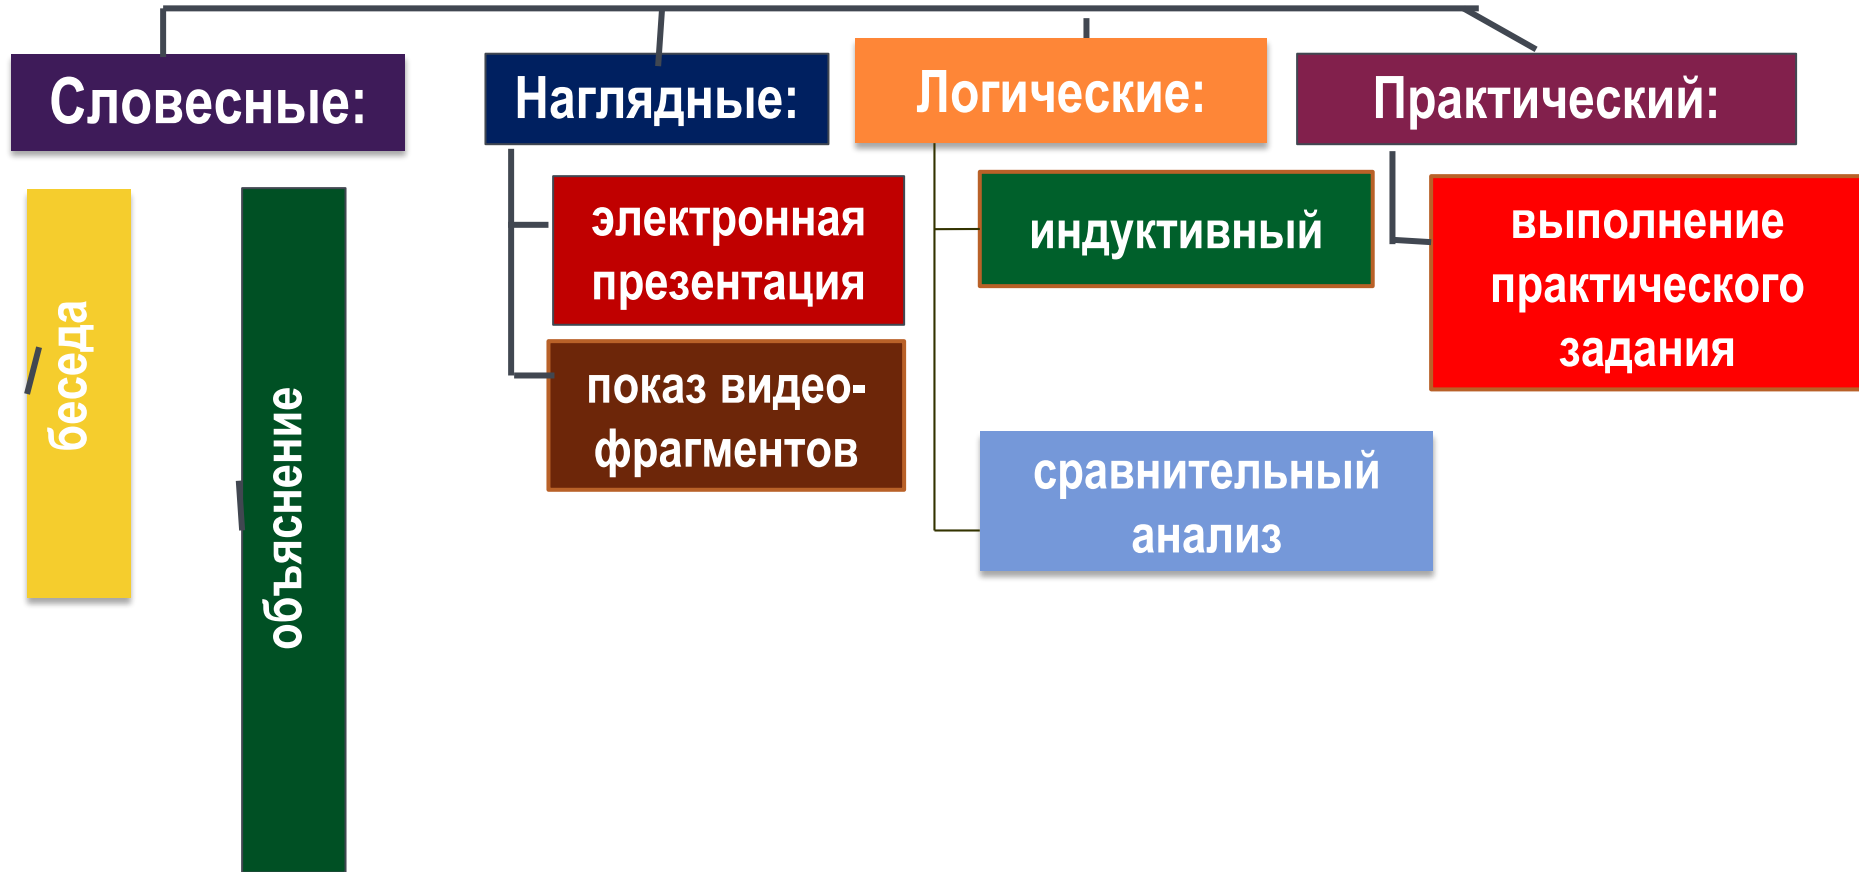 Словесные:
Наглядные:
Логические:
Практический:
беседа
объяснение
электронная
презентация
показ видео-
фрагментов
индуктивный
сравнительный
анализ
выполнение
практического
задания